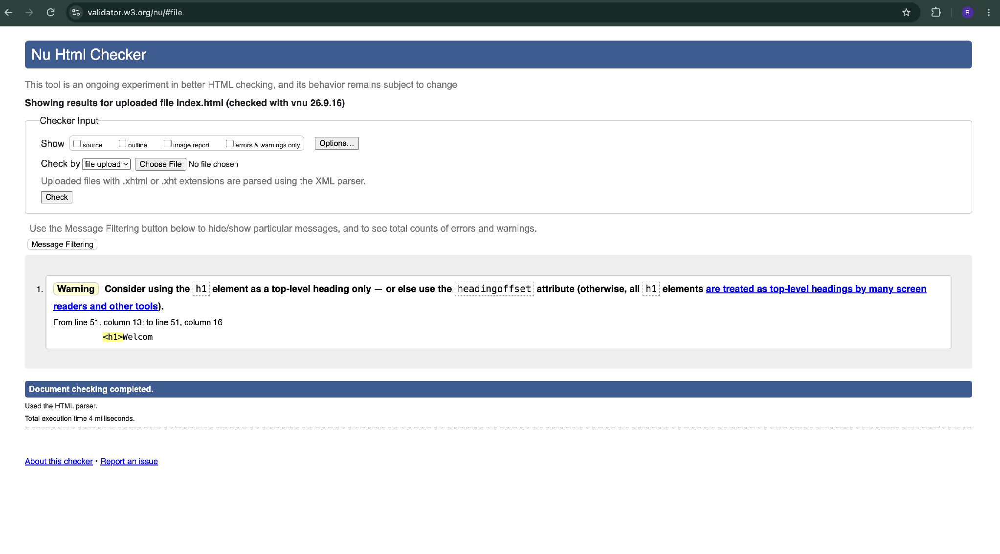 validator.w3.org/nu/#file
R
Nu Html Checker
This tool is an ongoing experiment in better HTML checking, and its behavior remains subject to change
Showing results for uploaded file index.html (checked with vnu 26.9.16)
Checker Input
Show source outline image report errors & warnings only Options...
Check by file upload Choose File No file chosen
Uploaded files with .xhtml or .xht extensions are parsed using the XML parser.
Check
Use the Message Filtering button below to hide/show particular messages, and to see total counts of errors and warnings.
Message Filtering
1. Warning Consider using the h1 element as a top-level heading only — or else use the headingoffset attribute (otherwise, all h1 elements are treated as top-level headings by many screen
readers and other tools).
From line 51, column 13; to line 51, column 16
<h1>Welcom
Document checking completed.
Used the HTML parser.
Total execution time 4 milliseconds.
About this checker • Report an issue